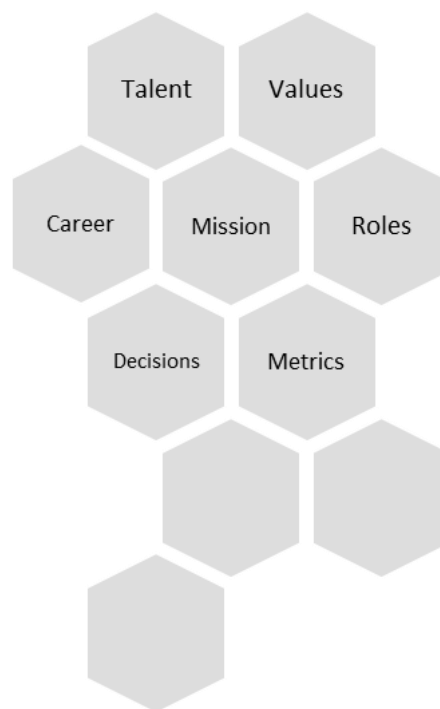 Talent
Values
Career
Mission
Roles
Decisions
Metrics